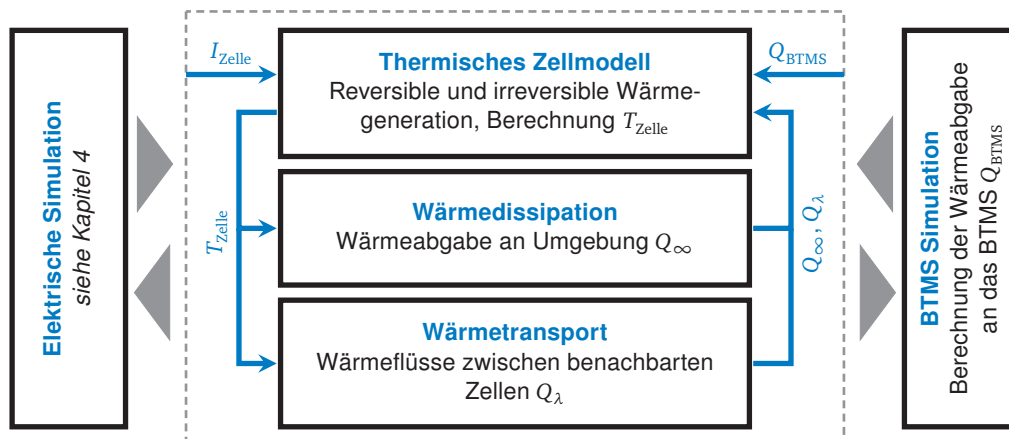 Elektrische Simulation
siehe Kapitel 4
I_Zelle
Q_BTMS
Thermisches Zellmodell
Reversible und irreversible Wärme-
generation, Berechnung T_Zelle
T_Zelle
Wärmedissipation
Wärmeabgabe an Umgebung Q_∞
Q_∞, Q_λ
Wärmetransport
Wärmeflüsse zwischen benachbarten
Zellen Q_λ
BTMS Simulation
Berechnung der Wärmeabgabe
an das BTMS Q_BTMS